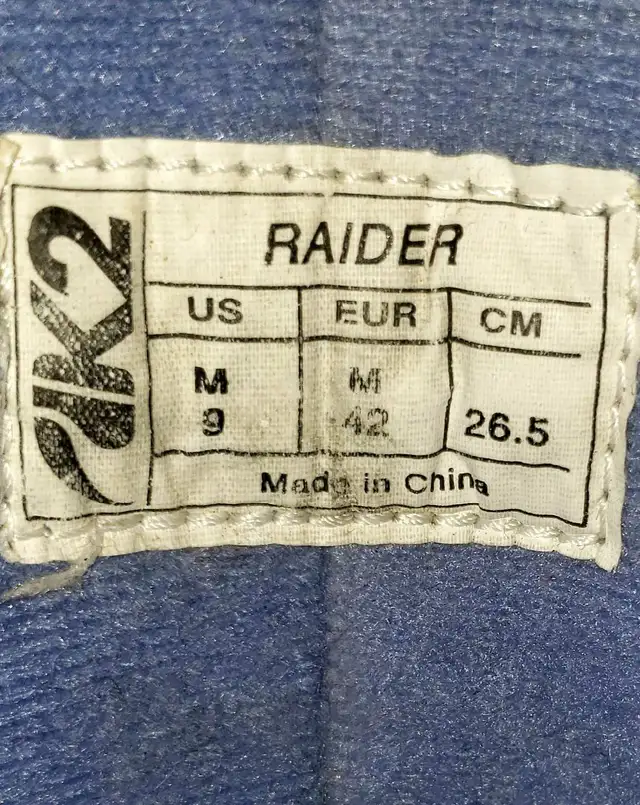 K2
RAIDER
US EUR CM
M M
9 42 26.5
Made in China